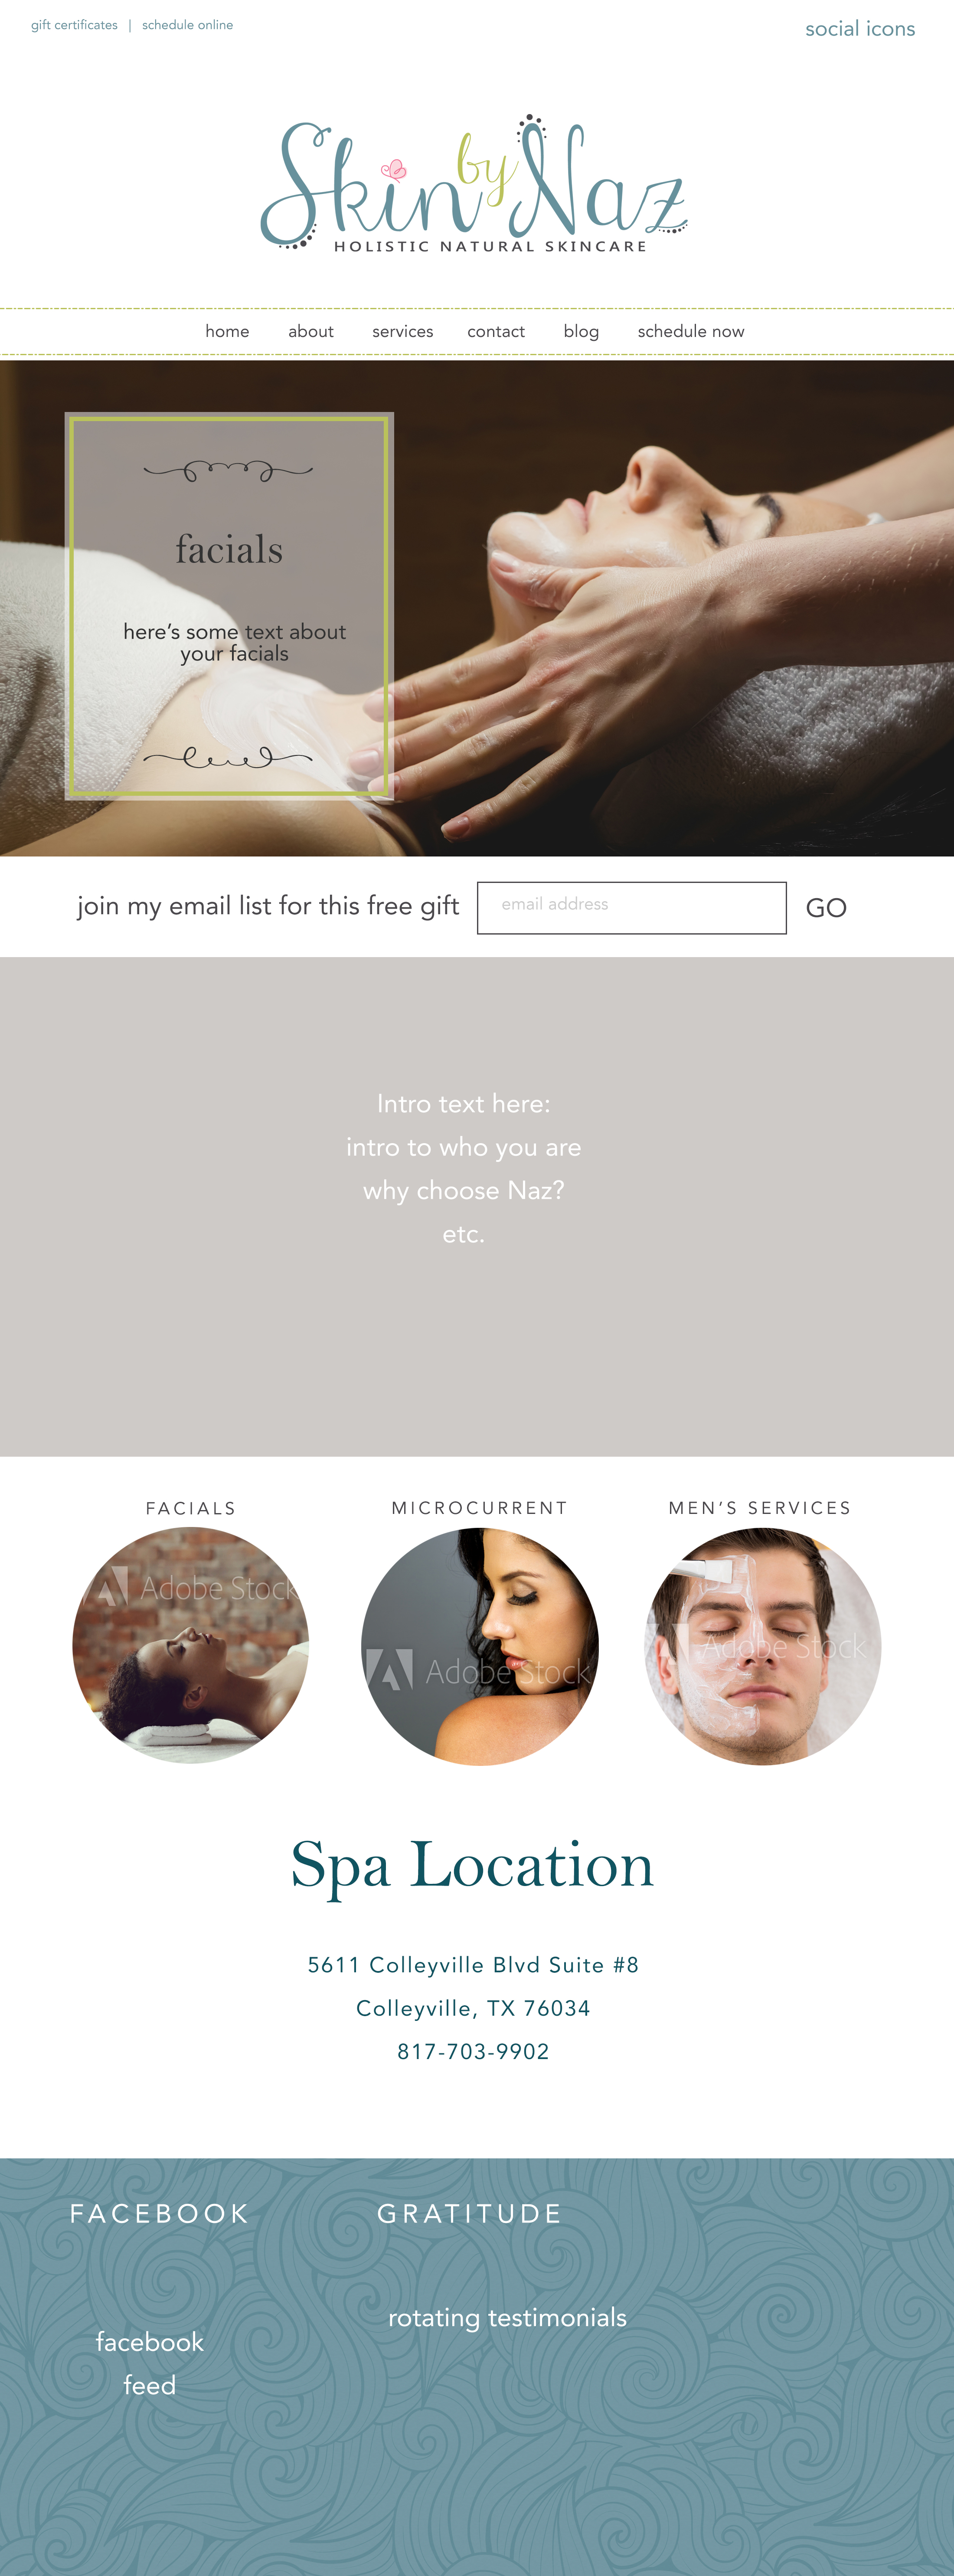 gift certificates | schedule online
social icons
Skin by Naz
HOLISTIC NATURAL SKINCARE
home about services contact blog schedule now
facials
here's some text about
your facials
join my email list for this free gift
email address
GO
Intro text here:
intro to who you are
why choose Naz?
etc.
FACIALS
MICROCURRENT
MEN'S SERVICES
Adobe Stock
Adobe Stock
Adobe Stock
Spa Location
5611 Colleyville Blvd Suite #8
Colleyville, TX 76034
817-703-9902
FACEBOOK
GRATITUDE
rotating testimonials
facebook
feed